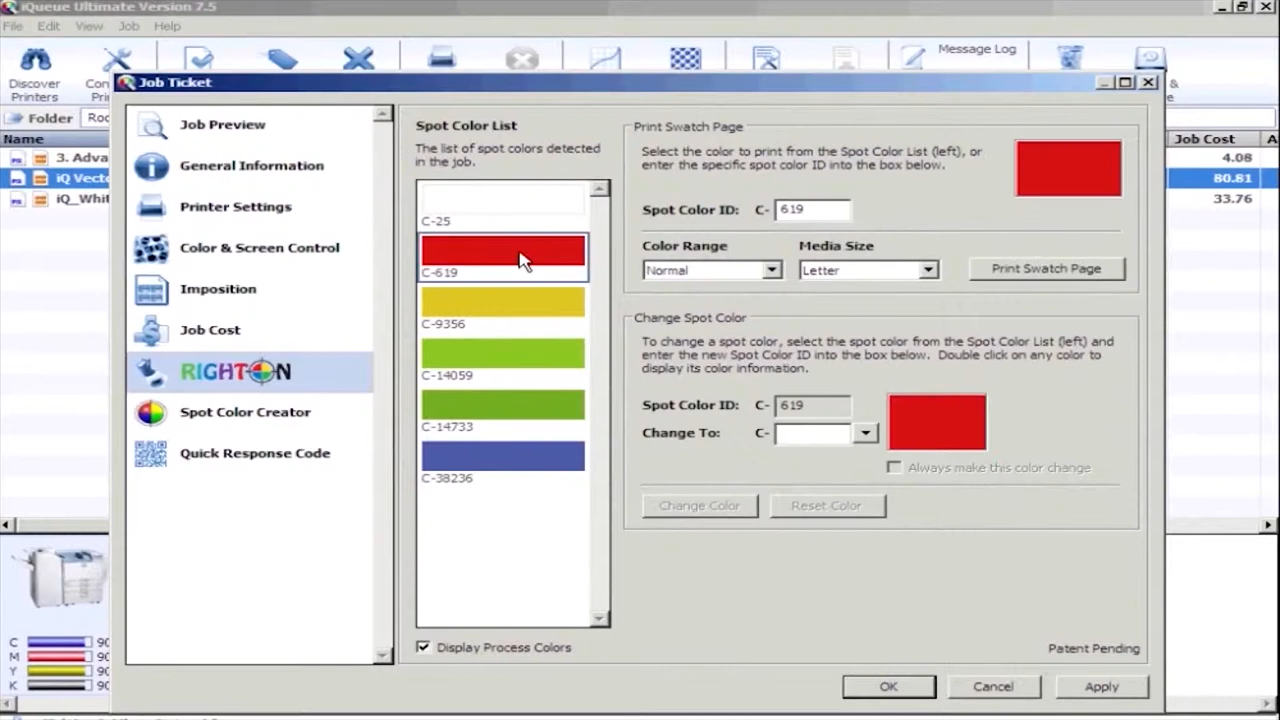 iQueue Ultimate Version 7.5
File Edit View Job Help
Message Log
Discover
Printers
Folder
Name
Job Cost
3. Adva
4.08
iQ Vecto
80.81
iQ_Whit
33.76
C 90
M 90
Y 90
K 90
Job Ticket
Job Preview
General Information
Printer Settings
Color & Screen Control
Imposition
Job Cost
RIGHTON
Spot Color Creator
Quick Response Code
Spot Color List
The list of spot colors detected
in the job.
C-25
C-619
C-9356
C-14059
C-14733
C-38236
Display Process Colors
Print Swatch Page
Select the specific print from the Spot Color List (left), or
enter the specific spot color ID into the box below.
Spot Color ID: C- 619
Color Range Media Size
Normal Letter Print Swatch Page
Change Spot Color
To change a spot color, select the spot color from the Spot Color List (left) and
enter the new Spot Color ID into the box below. Double click on any color to
display its color information.
Spot Color ID: C- 619
Change To: C-
Always make this color change
Change Color Reset Color
Patent Pending
OK Cancel Apply